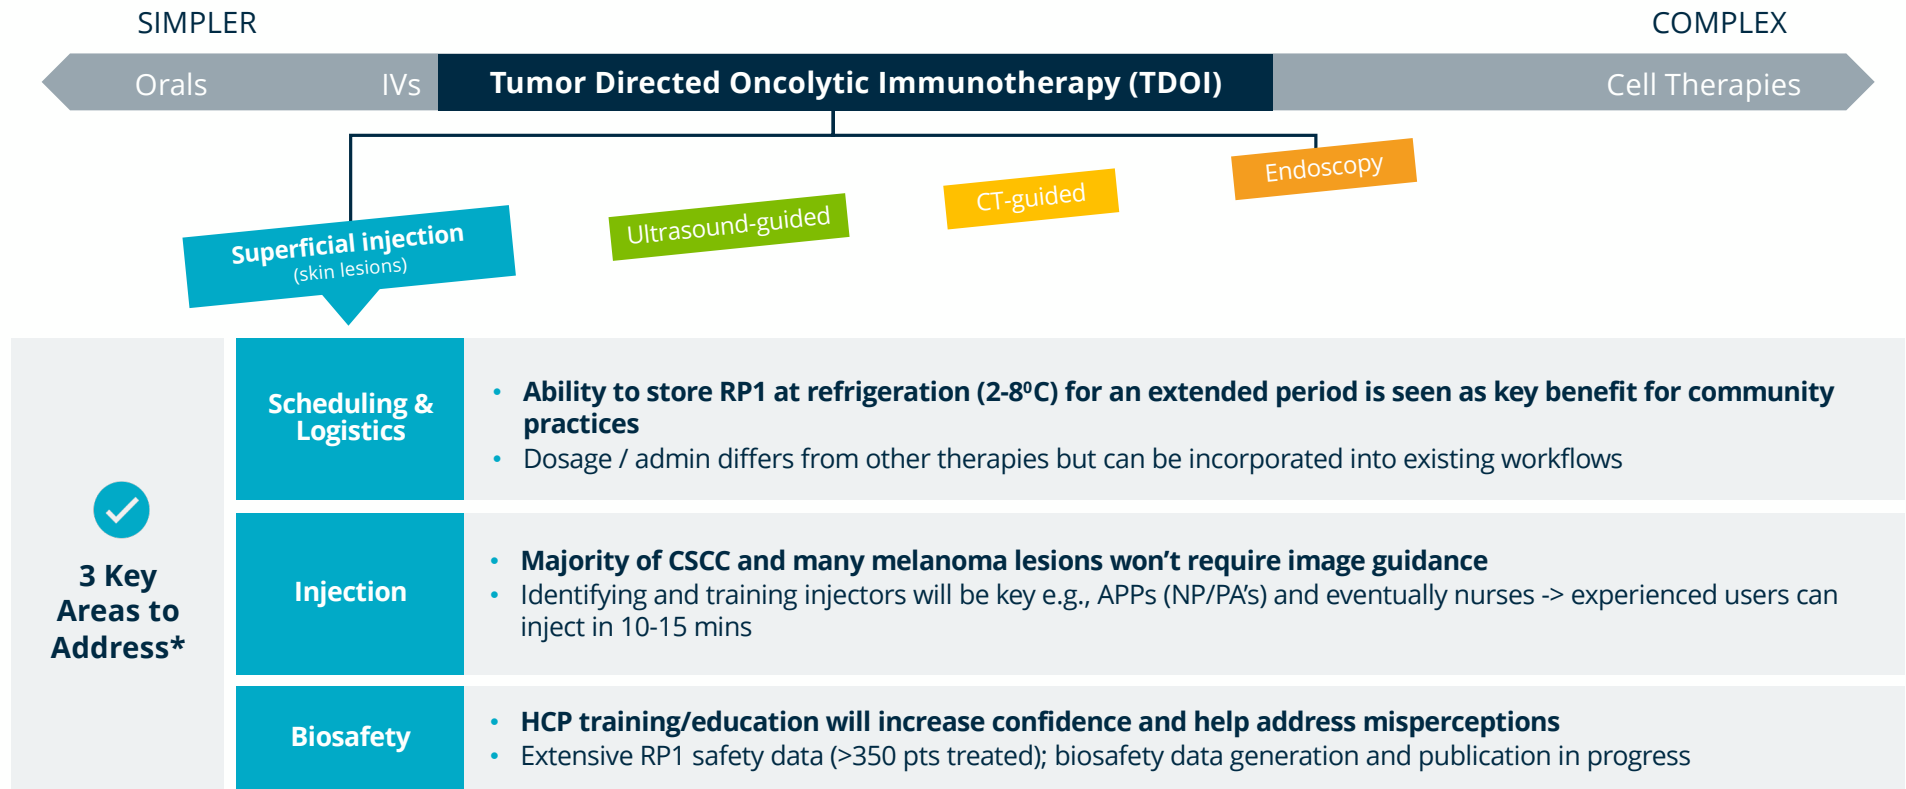 SIMPLER
COMPLEX
Orals
IVs
Tumor Directed Oncolytic Immunotherapy (TDOI)
Cell Therapies
Superficial injection
(skin lesions)
Ultrasound-guided
CT-guided
Endoscopy
3 Key
Areas to
Address*
Scheduling &
Logistics
• Ability to store RP1 at refrigeration (2-8⁰C) for an extended period is seen as key benefit for community
practices
• Dosage / admin differs from other therapies but can be incorporated into existing workflows
Injection
• Majority of CSCC and many melanoma lesions won’t require image guidance
• Identifying and training injectors will be key e.g., APPs (NP/PA’s) and eventually nurses -> experienced users can
inject in 10-15 mins
Biosafety
• HCP training/education will increase confidence and help address misperceptions
• Extensive RP1 safety data (>350 pts treated); biosafety data generation and publication in progress